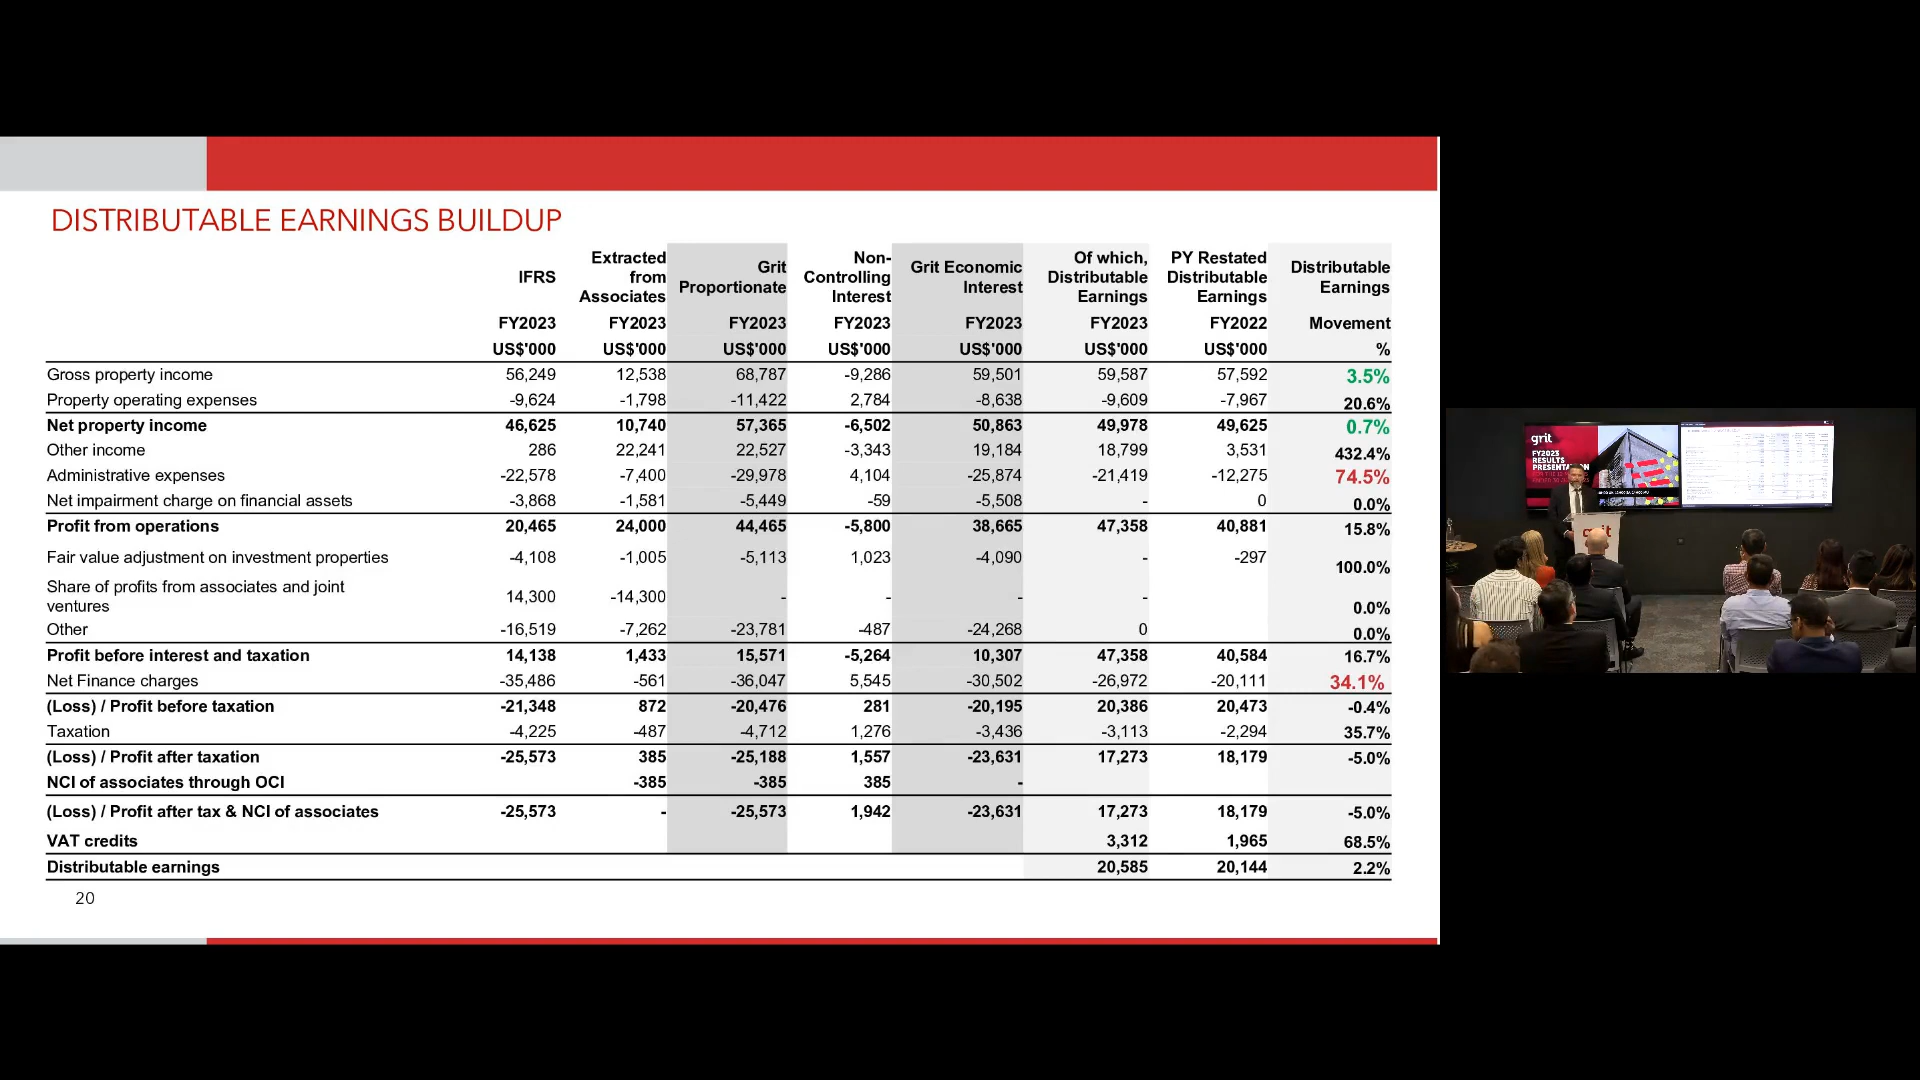 DISTRIBUTABLE EARNINGS BUILDUP
IFRS Extracted from Associates Grit Proportionate Non-Controlling Interest Grit Economic Interest Of which, Distributable Earnings PY Restated Distributable Earnings Distributable Earnings
FY2023 FY2023 FY2023 FY2023 FY2023 FY2023 FY2022 Movement
US$'000 US$'000 US$'000 US$'000 US$'000 US$'000 US$'000 %
Gross property income 56,249 12,538 68,787 -9,286 59,501 59,587 57,592 3.5%
Property operating expenses -9,624 -1,798 -11,422 2,784 -8,638 -9,609 -7,967 20.6%
Net property income 46,625 10,740 57,365 -6,502 50,863 49,978 49,625 0.7%
Other income 286 22,241 22,527 -3,343 19,184 18,799 3,531 432.4%
Administrative expenses -22,578 -7,400 -29,978 4,104 -25,874 -21,419 -12,275 74.5%
Net impairment charge on financial assets -3,868 -1,581 -5,449 -59 -5,508 - 0 0.0%
Profit from operations 20,465 24,000 44,465 -5,800 38,665 47,358 40,881 15.8%
Fair value adjustment on investment properties -4,108 -1,005 -5,113 1,023 -4,090 - -297 100.0%
Share of profits from associates and joint
ventures 14,300 -14,300 - - - - 0.0%
Other -16,519 -7,262 -23,781 -487 -24,268 0 0.0%
Profit before interest and taxation 14,138 1,433 15,571 -5,264 10,307 47,358 40,584 16.7%
Net Finance charges -35,486 -561 -36,047 5,545 -30,502 -26,972 -20,111 34.1%
(Loss) / Profit before taxation -21,348 872 -20,476 281 -20,195 20,386 20,473 -0.4%
Taxation -4,225 -487 -4,712 1,276 -3,436 -3,113 -2,294 35.7%
(Loss) / Profit after taxation -25,573 385 -25,188 1,557 -23,631 17,273 18,179 -5.0%
NCI of associates through OCI -385 -385 385 -
(Loss) / Profit after tax & NCI of associates -25,573 - -25,573 1,942 -23,631 17,273 18,179 -5.0%
VAT credits 3,312 1,965 68.5%
Distributable earnings 20,585 20,144 2.2%
20
grit
FY2023
RESULTS
PRESENTATION